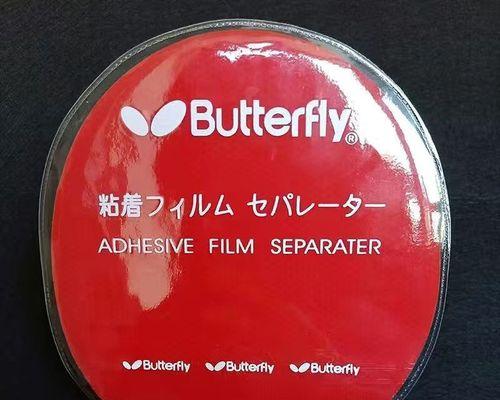 Butterfly®
粘着フィルム セパレーター
ADHESIVE FILM SEPARATER
Butterfly Butterfly Butterfly